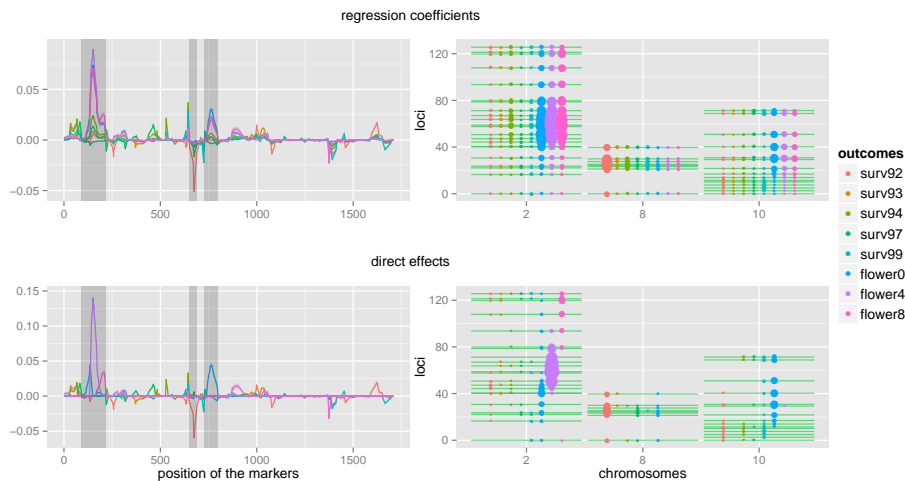 regression coefficients
0.05
0.00
−0.05
0
500
1000
1500
loci
120
80
40
0
2
8
10
outcomes
surv92
surv93
surv94
surv97
surv99
flower0
flower4
flower8
direct effects
0.15
0.10
0.05
0.00
−0.05
0
500
1000
1500
position of the markers
loci
120
80
40
0
2
8
10
chromosomes